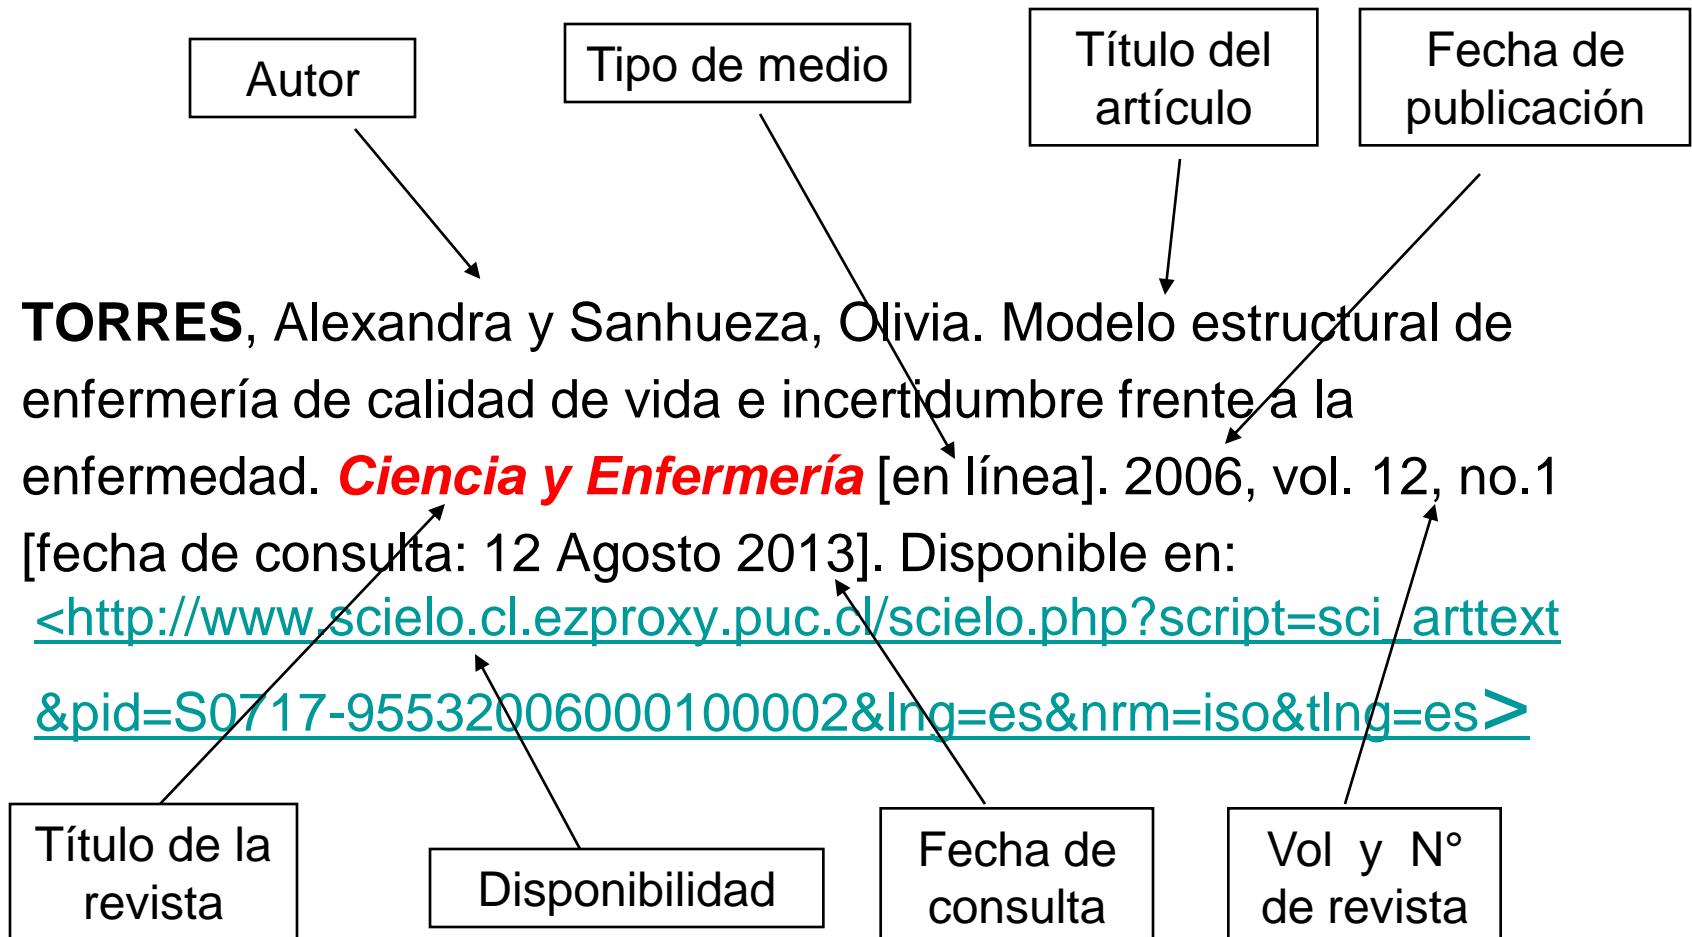 Autor
Tipo de medio
Título del
artículo
Fecha de
publicación
TORRES, Alexandra y Sanhueza, Olivia. Modelo estructural de
enfermería de calidad de vida e incertidumbre frente a la
enfermedad. Ciencia y Enfermería [en línea]. 2006, vol. 12, no.1
[fecha de consulta: 12 Agosto 2013]. Disponible en:
<http://www.scielo.cl.ezproxy.puc.cl/scielo.php?script=sci_arttext
&pid=S0717-95532006000100002&lng=es&nrm=iso&tlng=es>
Título de la
revista
Disponibilidad
Fecha de
consulta
Vol y N°
de revista